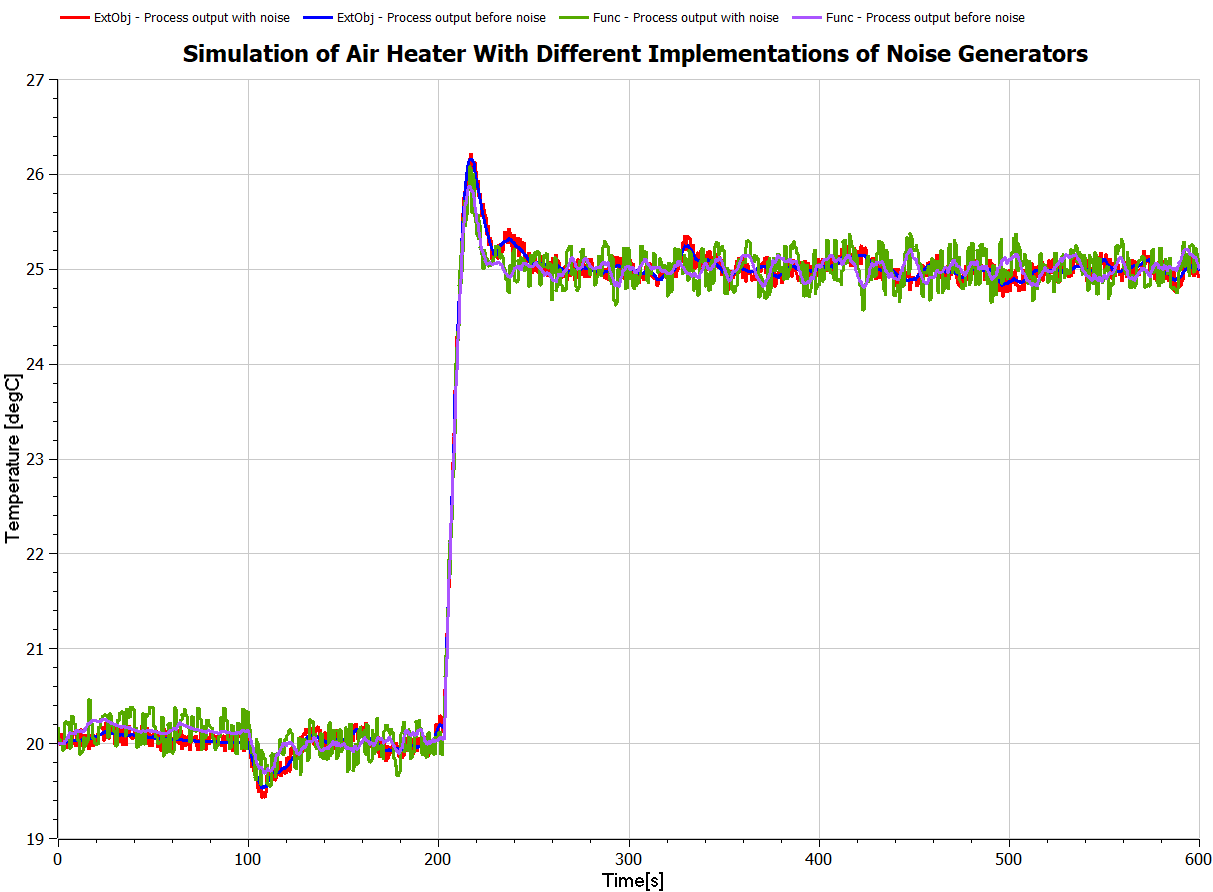 ExtObj - Process output with noise ExtObj - Process output before noise Func - Process output with noise Func - Process output before noise
Simulation of Air Heater With Different Implementations of Noise Generators
27
26
25
24
23
22
21
20
19
Temperature [degC]
0 100 200 300 400 500 600
Time[s]